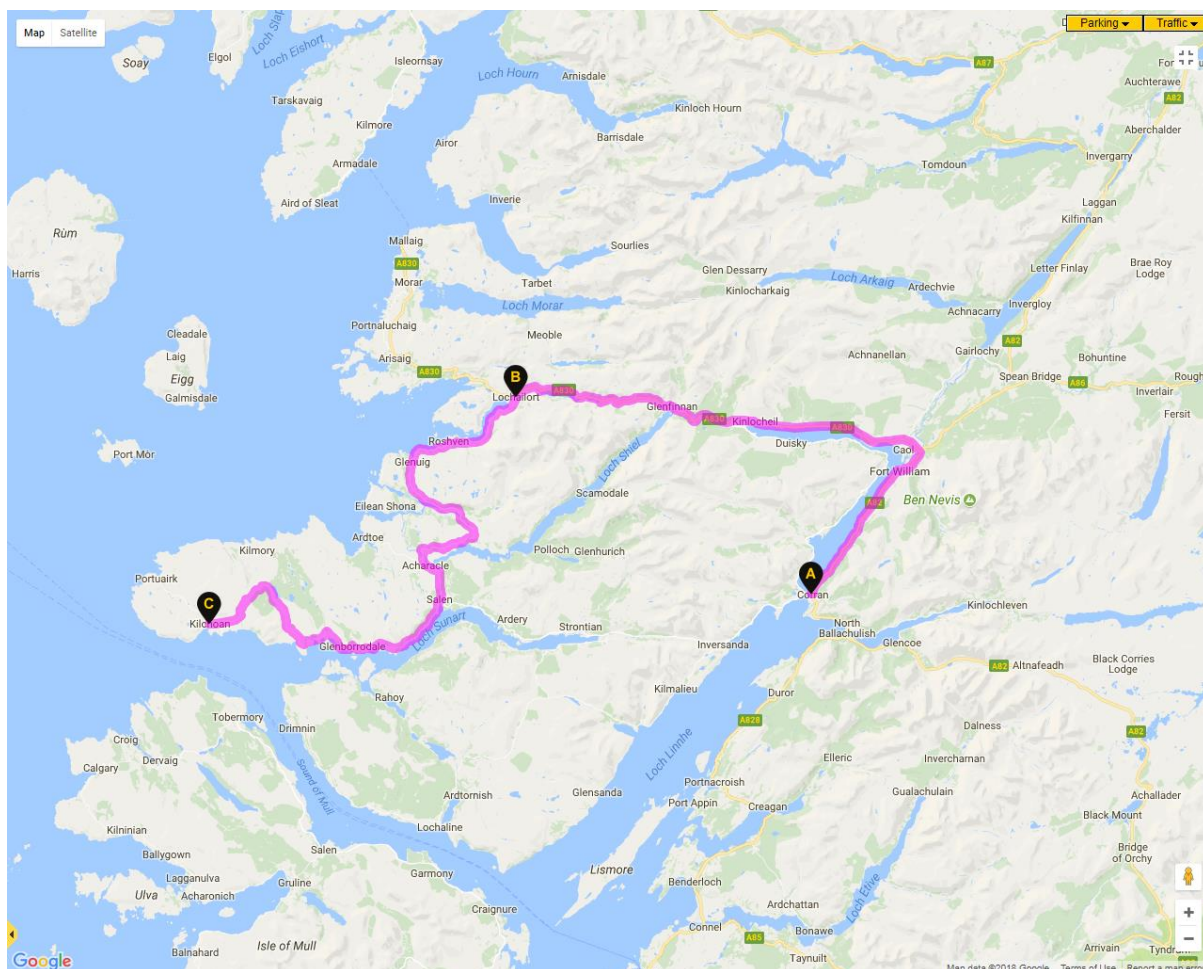 Map
Satellite
Parking
Traffic
Soay
Elgol
Loch Slap
Loch Eishort
Isleornsay
Tarskavaig
Kilmore
Armadale
Aird of Sleat
Loch Hourn
Arnisdale
Kinloch Hourn
Barrisdale
Airor
Inverie
Sourlies
A87
Auchterawe
A82
Aberchalder
Invergarry
Tomdoun
Laggan
Kilfinnan
Rùm
Harris
Mallaig
A830
Morar
Tarbet
Loch Morar
Glen Dessarry
Kinlocharkaig
Loch Arkaig
Ardechvie
Letter Finlay
Brae Roy
Lodge
Invergloy
Achnacarry
Portnaluchaig
Meoble
Arisaig
A830
Cleadale
Laig
Eigg
Galmisdale
Achnanellan
Gairlochy
A82
Spean Bridge
Bohuntine
A86
Inverlair
Rough
Fersit
B
Lochailort
A830
Glenfinnan
A830
Kinlocheil
A830
Duisky
Caol
Fort William
Port Mòr
Roshven
Glenuig
Loch Shiel
Scamodale
A82
Ben Nevis
Eilean Shona
Ardtoe
Kilmory
Polloch
Glenhurich
Acharacle
Portuairk
C
Kilchoan
Salen
A
Corran
Kinlochleven
Ardery
Strontian
Loch Sunart
Glenborrodale
Inversanda
North
Ballachulish
Glencoe
A82
Altnafeadh
Black Corries
Lodge
Rahoy
Kilmalieu
Duror
A828
Tobermory
Drimnin
Croig
Dervaig
Calgary
Sound of Mull
Loch Linnhe
Dalness
A82
Elleric
Invercharnan
Portnacroish
Gualachulain
Port Appin
Creagan
Ardtornish
Glensanda
Achallader
Black Mount
Lochaline
Kilninian
Ballygown
Lagganulva
Ulva
Acharonich
Salen
Gruline
Garmony
Lismore
Bridge
of Orchy
Benderloch
Loch Etive
Craignure
Ardchattan
Connel
A85
Bonawe
Taynuilt
Isle of Mull
Balnahard
Arrivain
Google
Map data ©2018 Google
Terms of Use